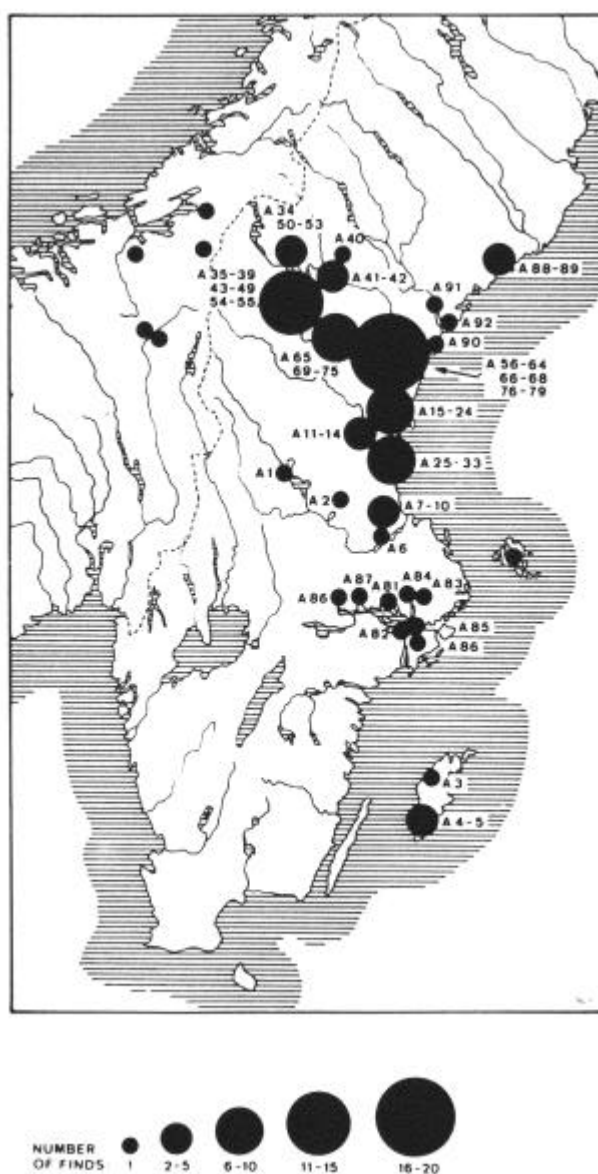 A 34
50-53
A 40
A 35-39
43-49
54-55
A 41-42
A 88-89
A 91
A 92
A 90
A 65
69-75
A 56-64
66-68
76-79
A 15-24
A 11-14
A 25-33
A 1
A 2
A 7-10
A 6
A 87
A 81
A 84
A 83
A 86
A 82
A 85
A 86
A 3
A 4-5
NUMBER
OF FINDS
1
2-5
6-10
11-15
16-20